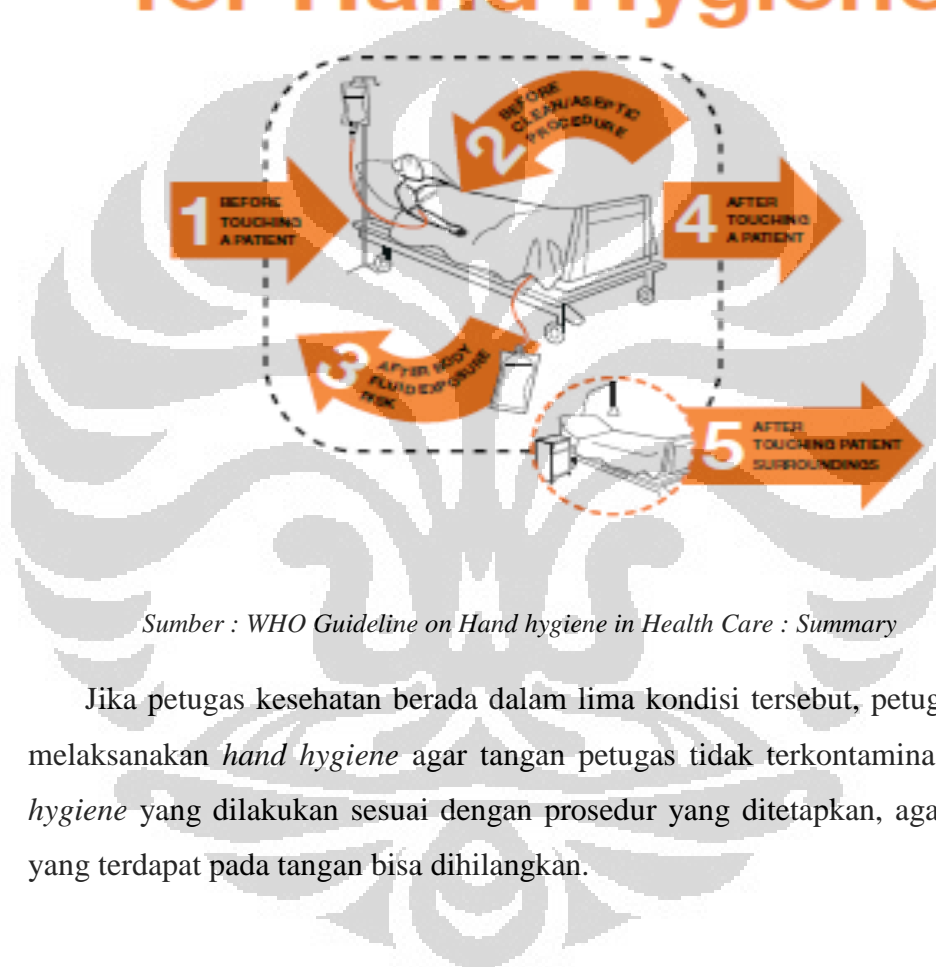 for Hand Hygiene
1 BEFORE
TOUCHING
A PATIENT
2 BEFORE
CLEAN/ASEPTIC
PROCEDURE
3 AFTER BODY
FLUID EXPOSURE
RISK
4 AFTER
TOUCHING
A PATIENT
5 AFTER
TOUCHING PATIENT
SURROUNDINGS
Sumber : WHO Guideline on Hand hygiene in Health Care : Summary
Jika petugas kesehatan berada dalam lima kondisi tersebut, petug
melaksanakan hand hygiene agar tangan petugas tidak terkontamina
hygiene yang dilakukan sesuai dengan prosedur yang ditetapkan, aga
yang terdapat pada tangan bisa dihilangkan.